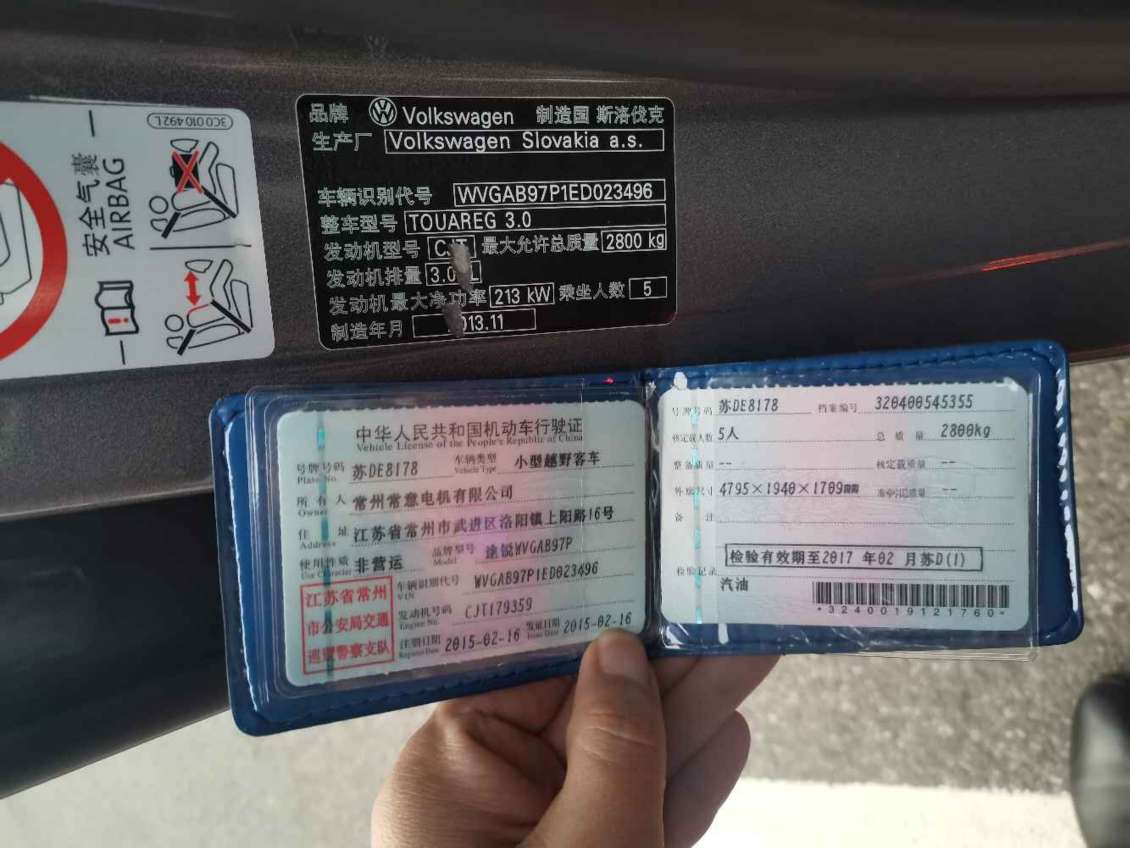 3C0 010 492L
安全气囊
AIRBAG
品牌 Volkswagen 制造国 斯洛伐克
生产厂 Volkswagen Slovakia a.s.
车辆识别代号 WVGAB97P1ED023496
整车型号 TOUAREG 3.0
发动机型号 CJT 最大允许总质量 2800 kg
发动机排量 3.0 L
发动机最大净功率 213 kW 乘坐人数 5
制造年月 013.11
中华人民共和国机动车行驶证
Vehicle License of the People's Republic of China
号牌号码 苏DE8178 车辆类型 小型越野客车
Plate No. Vehicle Type
所有人 常州常意电机有限公司
Owner
住址 江苏省常州市武进区洛阳镇上阳路16号
Address
使用性质 非营运 品牌型号 途锐WVGAB97P
Use Character Model
江苏省常州
市公安局交通
巡逻警察支队
车辆识别代号 WVGAB97P1ED023496
VIN
发动机号码 CJT179359
Engine No.
注册日期 2015-02-16 发证日期 2015-02-16
Register Date Issue Date
号牌号码 苏DE8178 档案编号 320400545355
核定载人数 5人 总质量 2800kg
整备质量 -- 核定载质量 --
外廓尺寸 4795×1940×1709mm 准牵引总质量 --
备注
检验有效期至2017 年02 月苏D(1)
检验记录
汽油
*3240019121760*